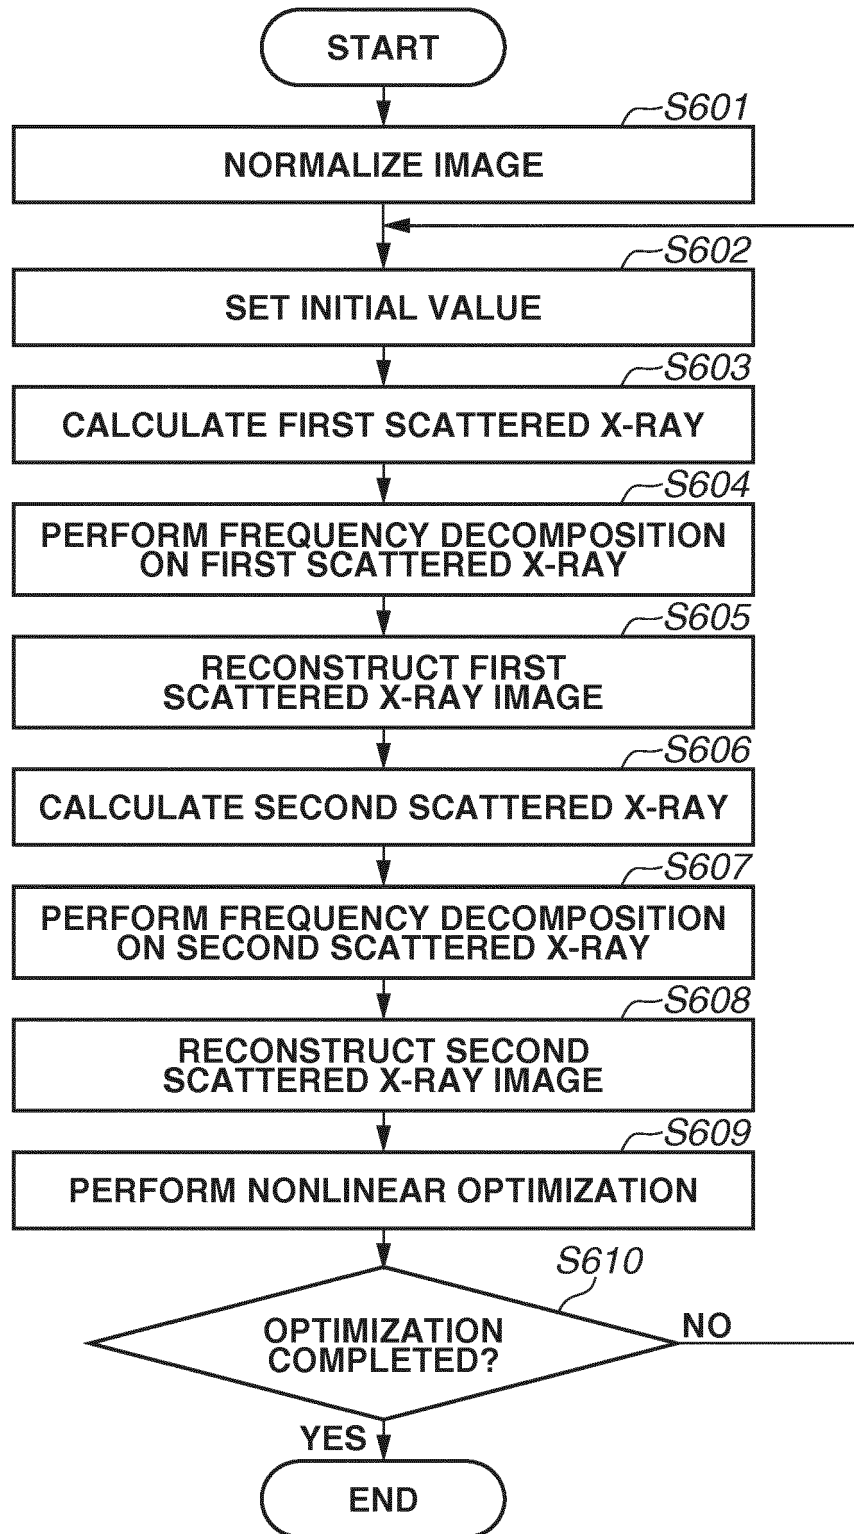 START
S601
NORMALIZE IMAGE
S602
SET INITIAL VALUE
S603
CALCULATE FIRST SCATTERED X-RAY
S604
PERFORM FREQUENCY DECOMPOSITION
ON FIRST SCATTERED X-RAY
S605
RECONSTRUCT FIRST
SCATTERED X-RAY IMAGE
S606
CALCULATE SECOND SCATTERED X-RAY
S607
PERFORM FREQUENCY DECOMPOSITION
ON SECOND SCATTERED X-RAY
S608
RECONSTRUCT SECOND
SCATTERED X-RAY IMAGE
S609
PERFORM NONLINEAR OPTIMIZATION
S610
OPTIMIZATION
COMPLETED?
NO
YES
END